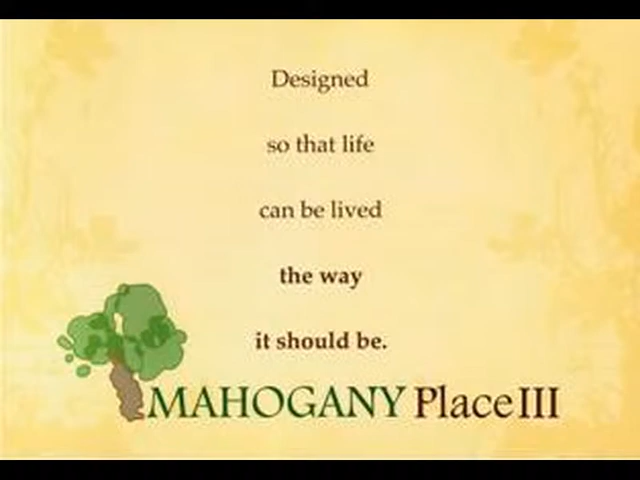 Designed
so that life
can be lived
the way
it should be.
MAHOGANY Place III